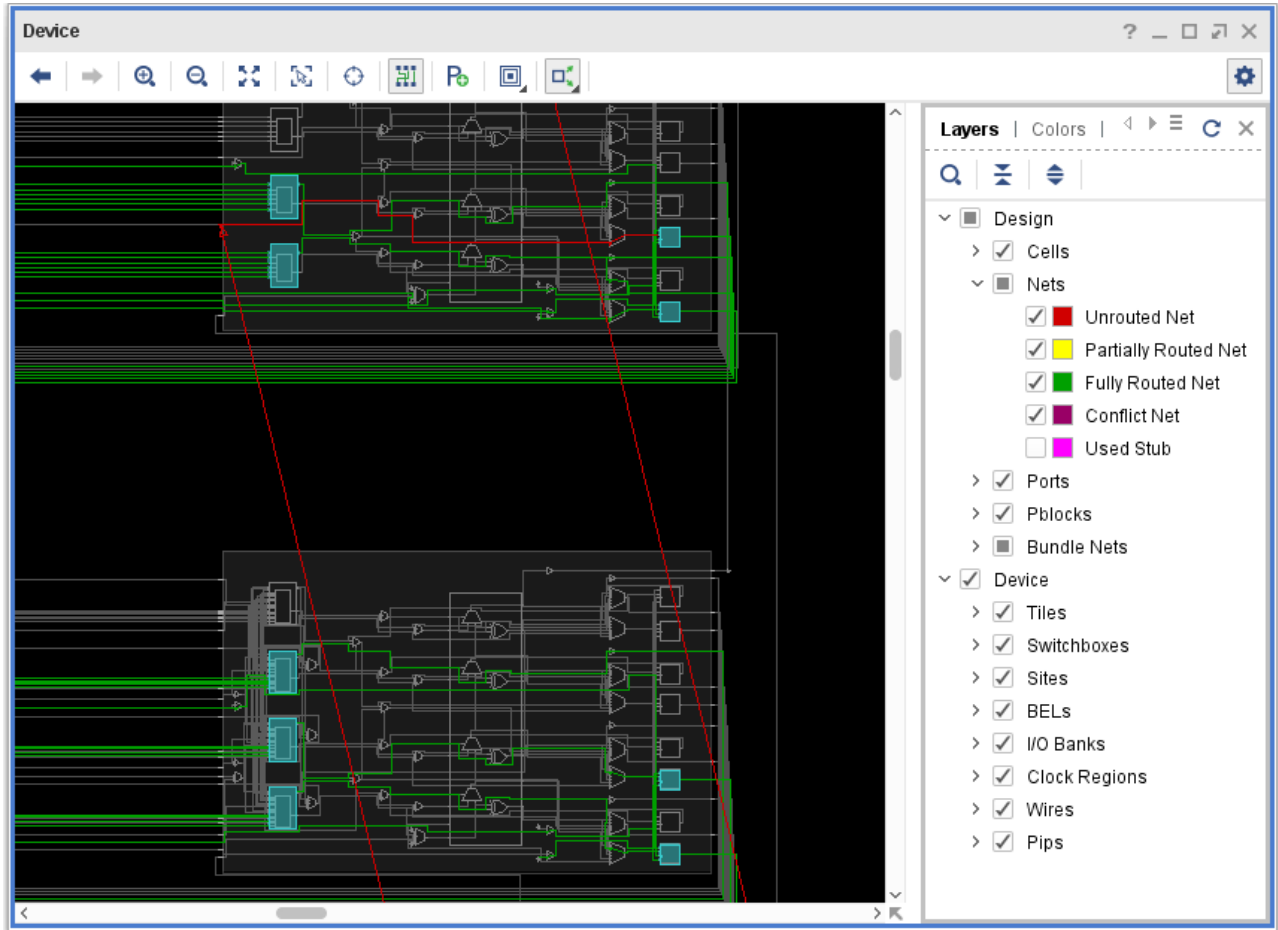 Device
Layers | Colors |
Design
Cells
Nets
Unrouted Net
Partially Routed Net
Fully Routed Net
Conflict Net
Used Stub
Ports
Pblocks
Bundle Nets
Device
Tiles
Switchboxes
Sites
BELs
I/O Banks
Clock Regions
Wires
Pips